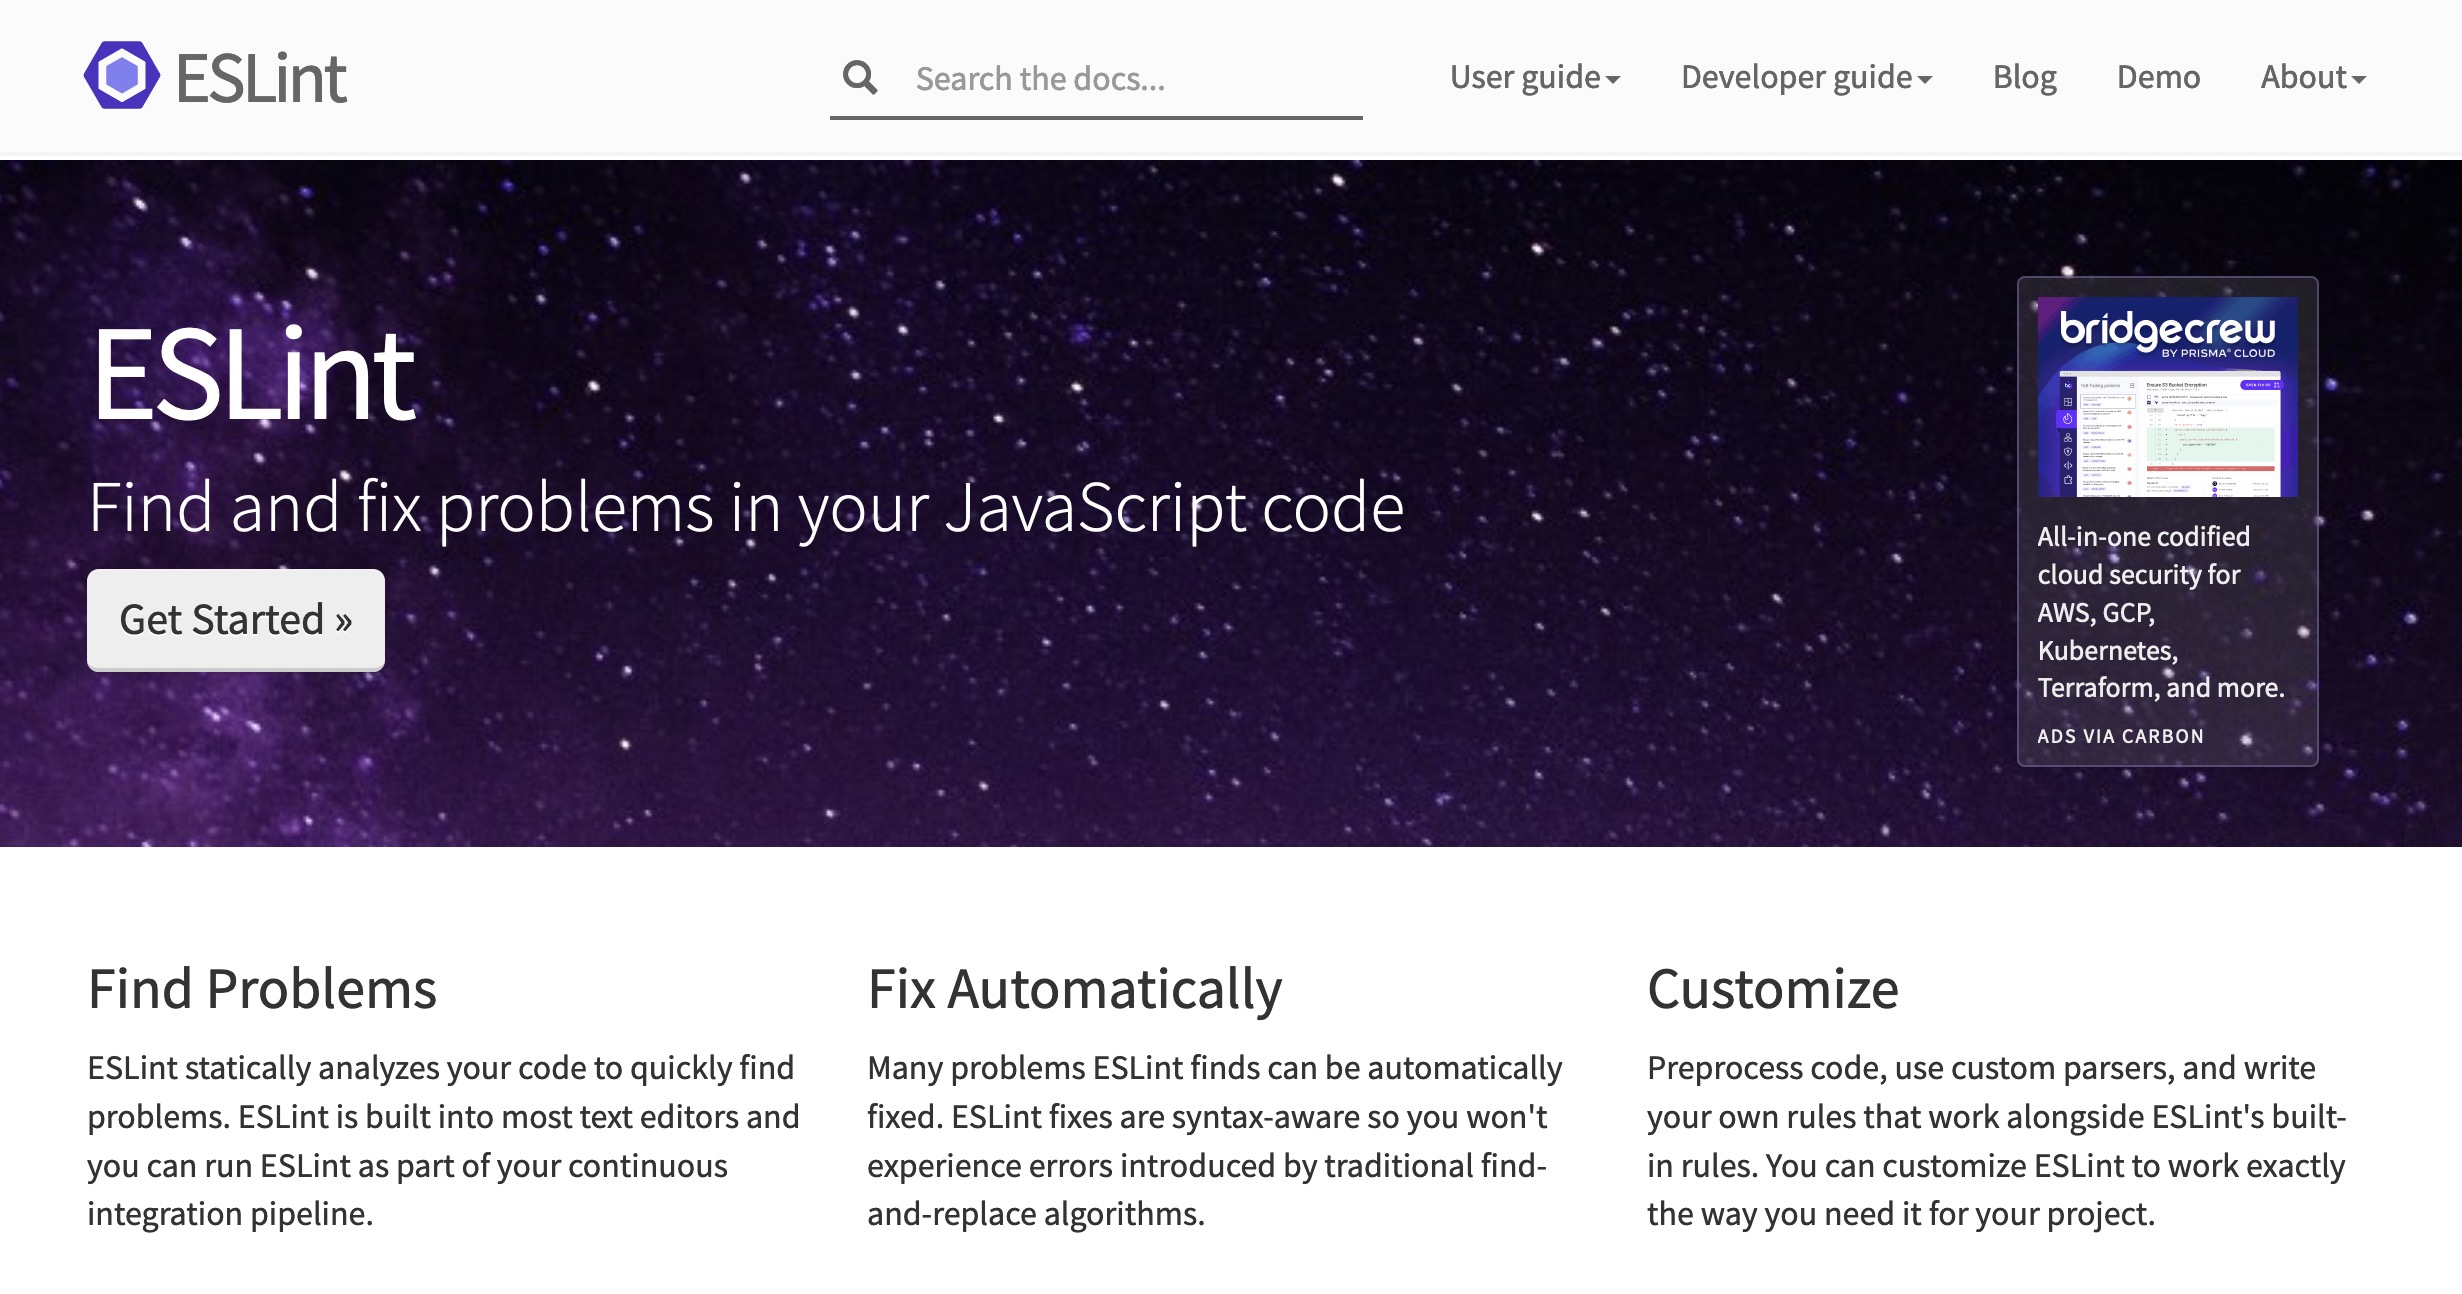 ESLint
Search the docs...
User guide
Developer guide
Blog
Demo
About
ESLint
Find and fix problems in your JavaScript code
Get Started »
bridgecrew
BY PRISMA® CLOUD
Ensure S3 Bucket Encryption
All-in-one codified
cloud security for
AWS, GCP,
Kubernetes,
Terraform, and more.
ADS VIA CARBON
Find Problems
ESLint statically analyzes your code to quickly find
problems. ESLint is built into most text editors and
you can run ESLint as part of your continuous
integration pipeline.
Fix Automatically
Many problems ESLint finds can be automatically
fixed. ESLint fixes are syntax-aware so you won't
experience errors introduced by traditional find-
and-replace algorithms.
Customize
Preprocess code, use custom parsers, and write
your own rules that work alongside ESLint's built-
in rules. You can customize ESLint to work exactly
the way you need it for your project.